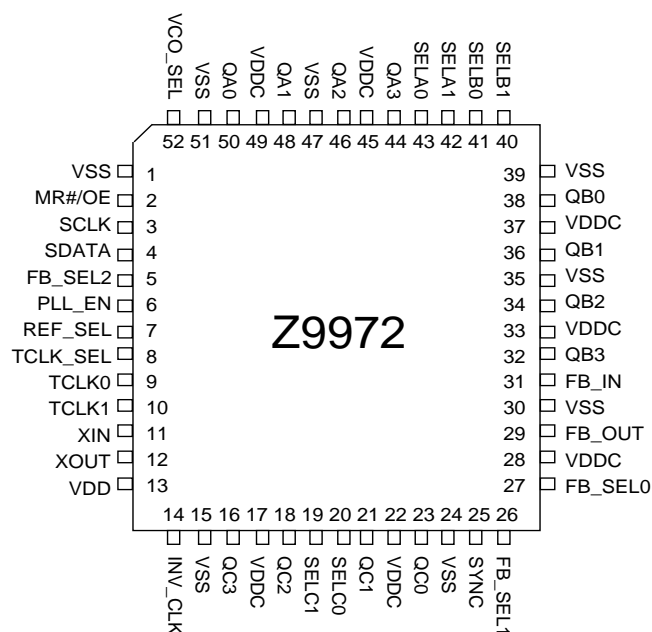 VCO_SEL
VSS
QA0
VDDC
QA1
VSS
QA2
VDDC
QA3
SELA0
SELA1
SELB0
SELB1
52 51 50 49 48 47 46 45 44 43 42 41 40
VSS 1
MR#/OE 2
SCLK 3
SDATA 4
FB_SEL2 5
PLL_EN 6
REF_SEL 7
TCLK_SEL 8
TCLK0 9
TCLK1 10
XIN 11
XOUT 12
VDD 13
Z9972
39 VSS
38 QB0
37 VDDC
36 QB1
35 VSS
34 QB2
33 VDDC
32 QB3
31 FB_IN
30 VSS
29 FB_OUT
28 VDDC
27 FB_SEL0
14 15 16 17 18 19 20 21 22 23 24 25 26
INV_CLK
VSS
QC3
VDDC
QC2
SELC1
SELC0
QC1
VDDC
QC0
VSS
SYNC
FB_SEL1